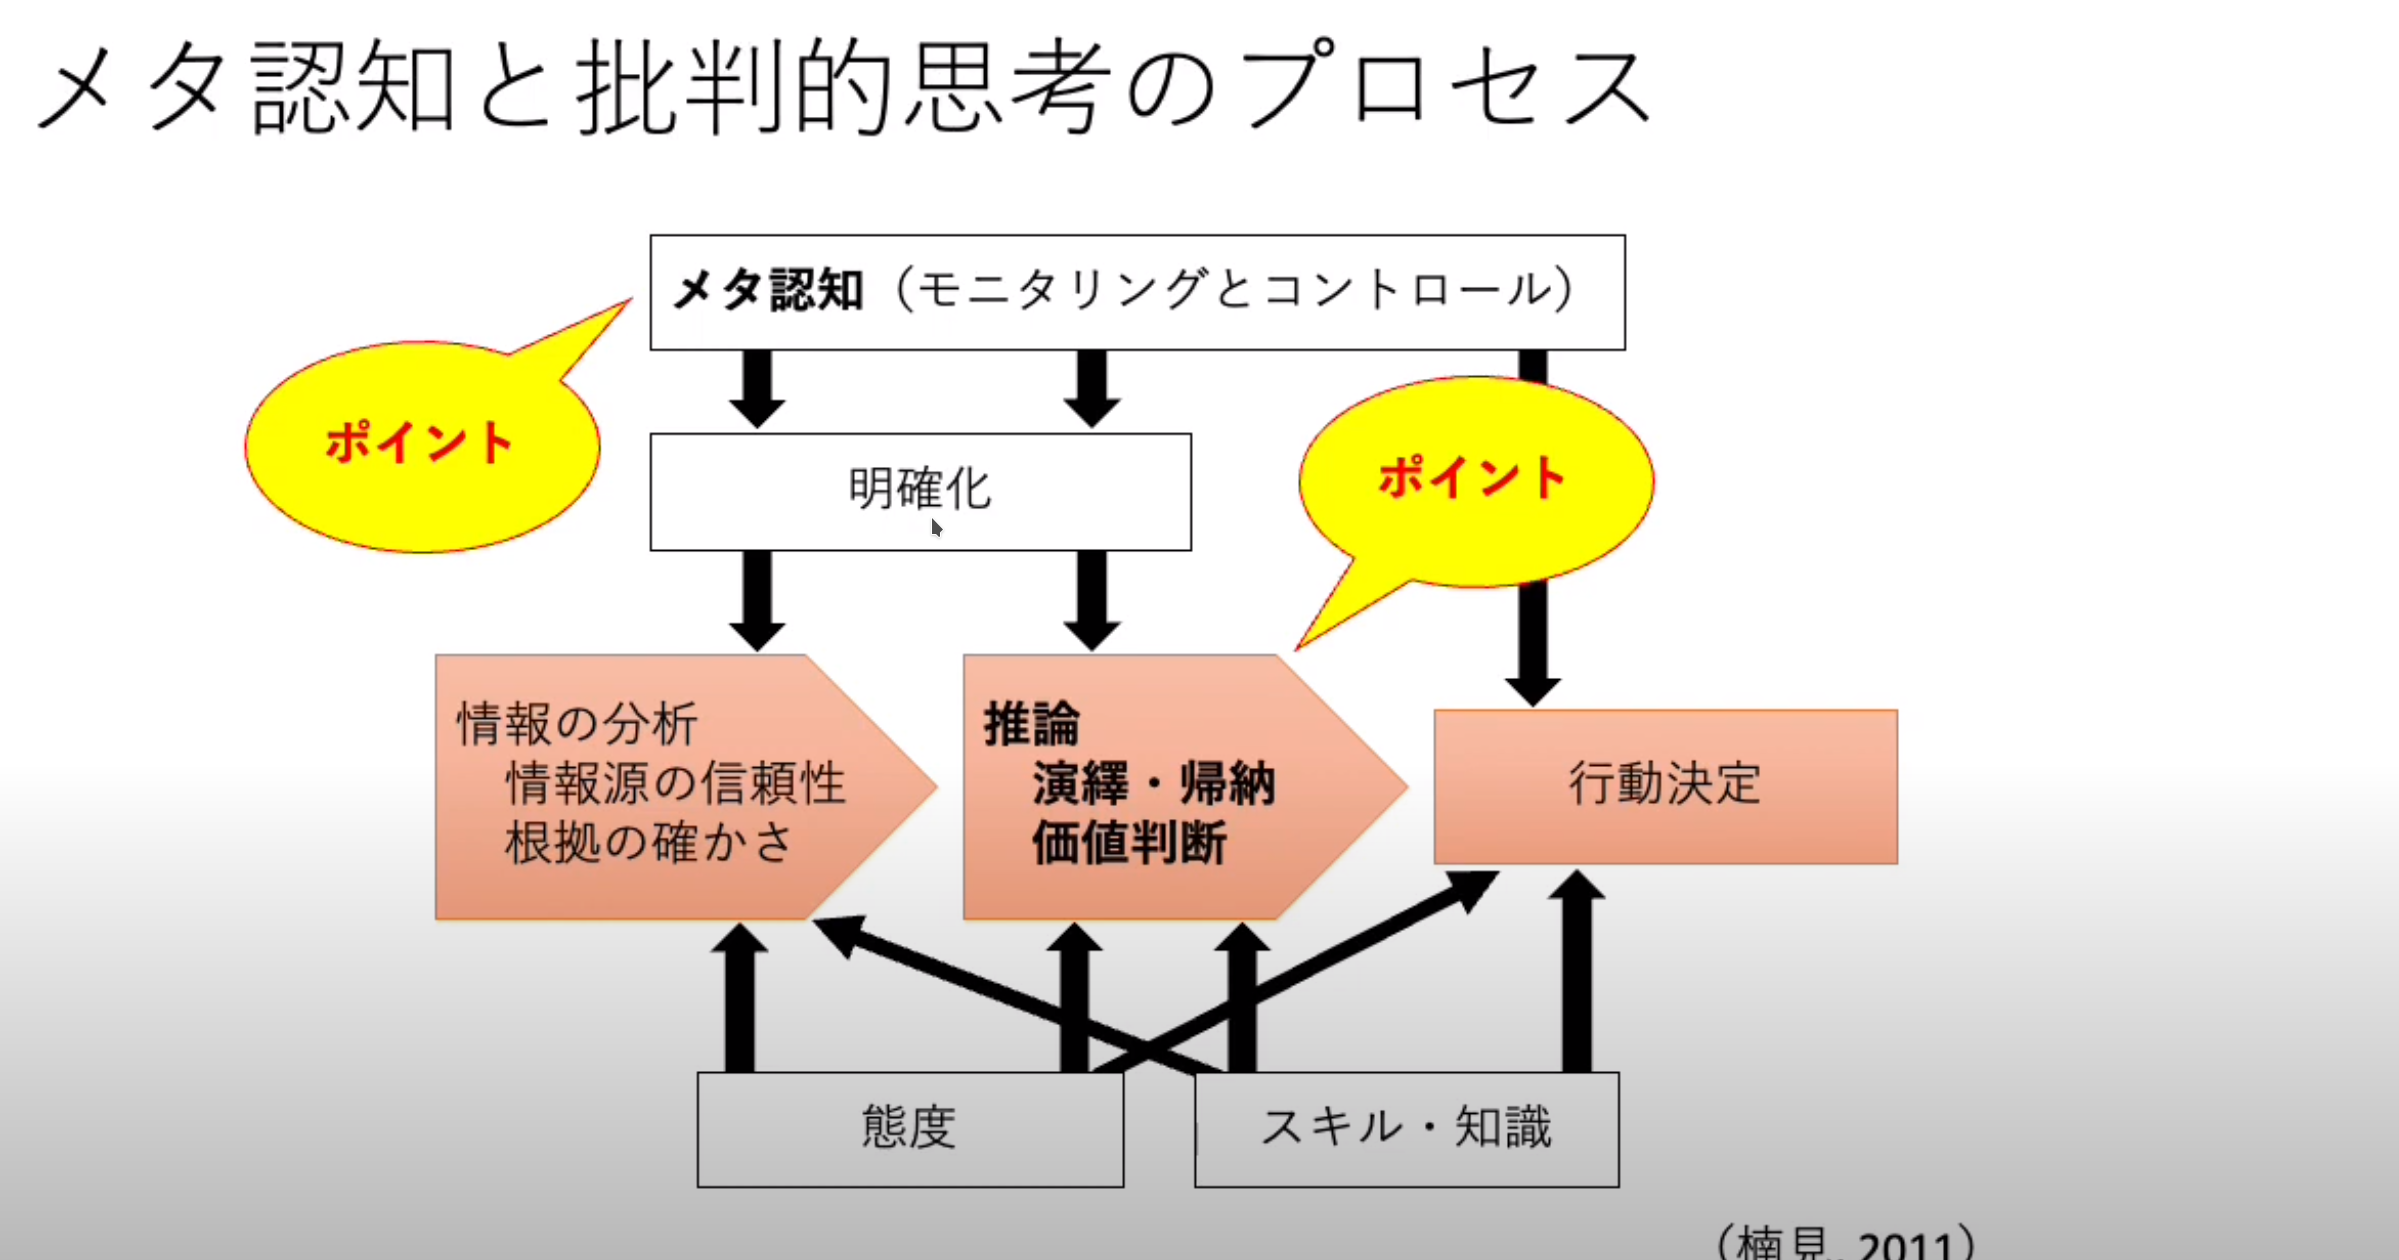 メタ認知と批判的思考のプロセス
メタ認知（モニタリングとコントロール）
ポイント
明確化
ポイント
情報の分析
情報源の信頼性
根拠の確かさ
推論
演繹・帰納
価値判断
行動決定
態度
スキル・知識
（楠見, 2011）